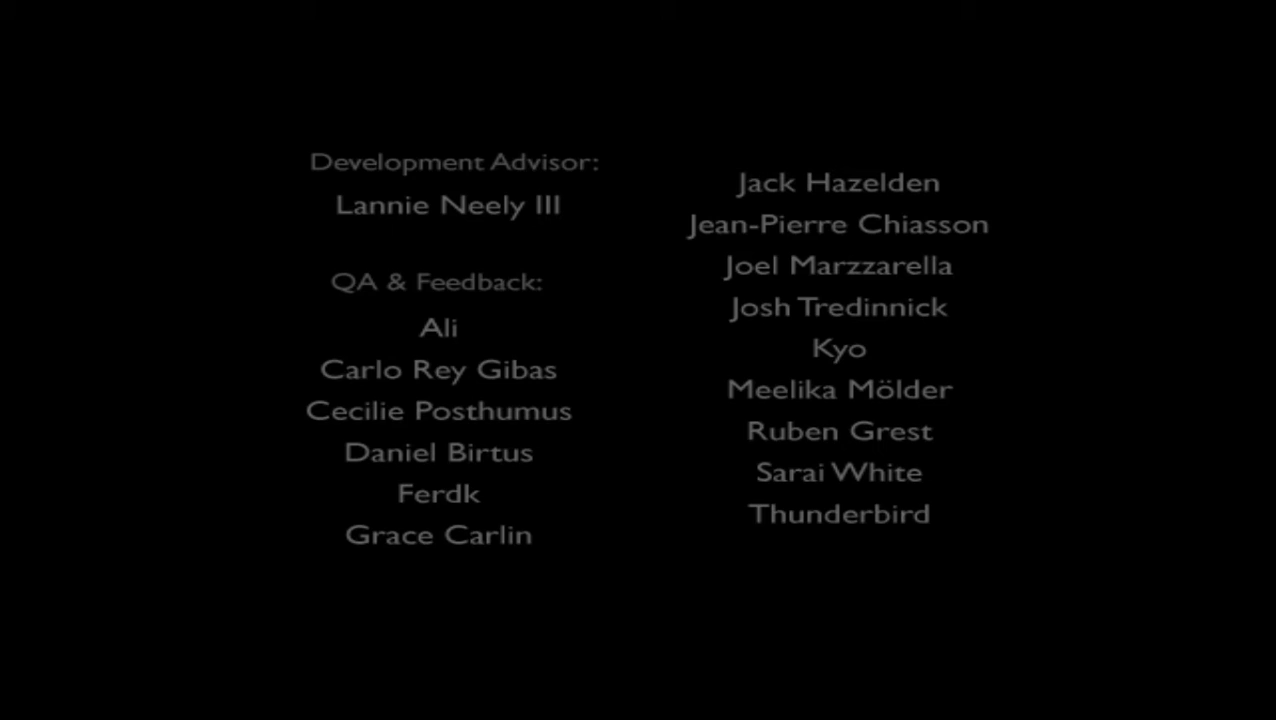 Development Advisor:
Lannie Neely III
QA & Feedback:
Ali
Carlo Rey Gibas
Cecilie Posthumus
Daniel Birtus
Ferdk
Grace Carlin
Jack Hazelden
Jean-Pierre Chiasson
Joel Marzzarella
Josh Tredinnick
Kyo
Meelika Mölder
Ruben Grest
Sarai White
Thunderbird